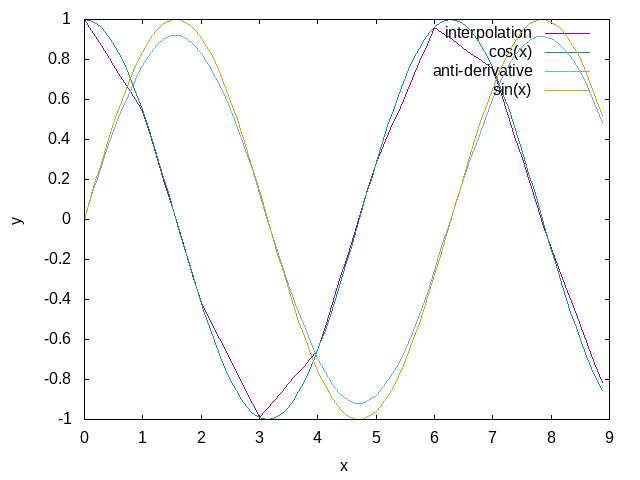 1
0.8
0.6
0.4
0.2
0
-0.2
-0.4
-0.6
-0.8
-1
y
interpolation
cos(x)
anti-derivative
sin(x)
0 1 2 3 4 5 6 7 8 9
x